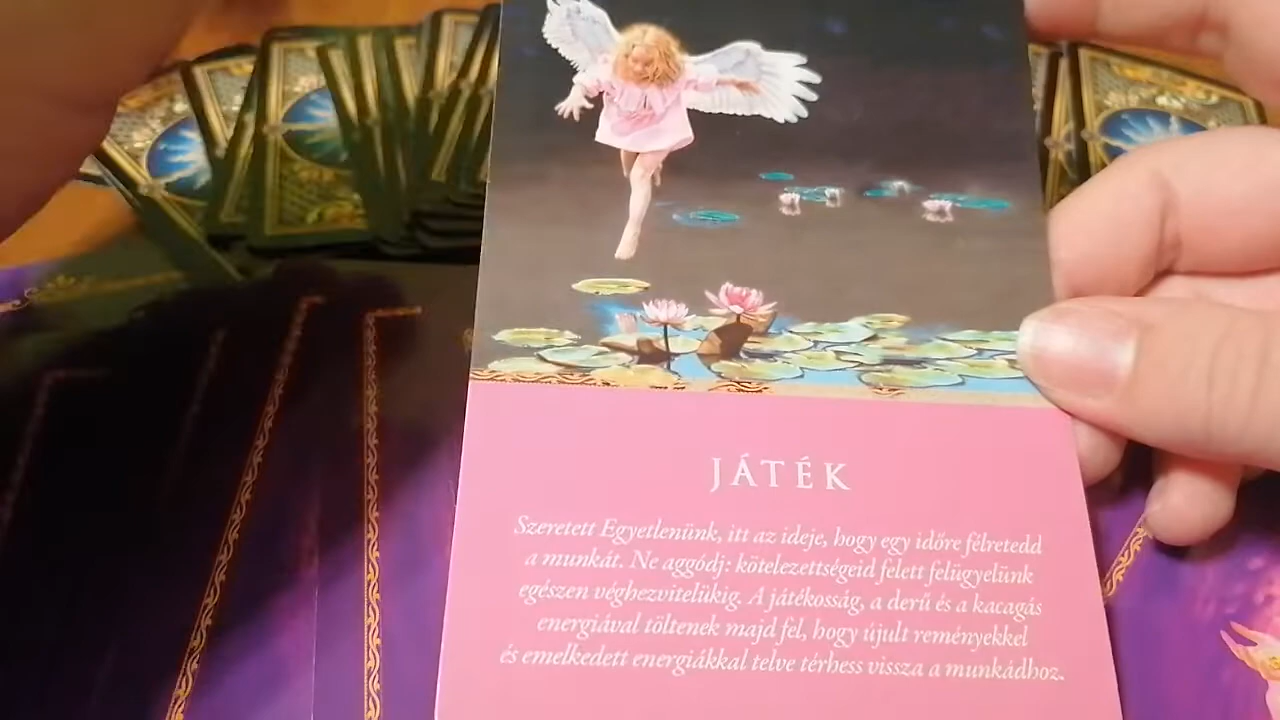 JÁTÉK
Szeretett Egyetlenünk, itt az ideje, hogy egy időre félretedd
a munkát. Ne aggódj: kötelezettségeid felett felügyelünk
egészen véghezvitelükig. A játékosság, a derű és a kacagás
energiával töltenek majd fel, hogy újult reményekkel
és emelkedett energiákkal telve térhess vissza a munkádhoz.